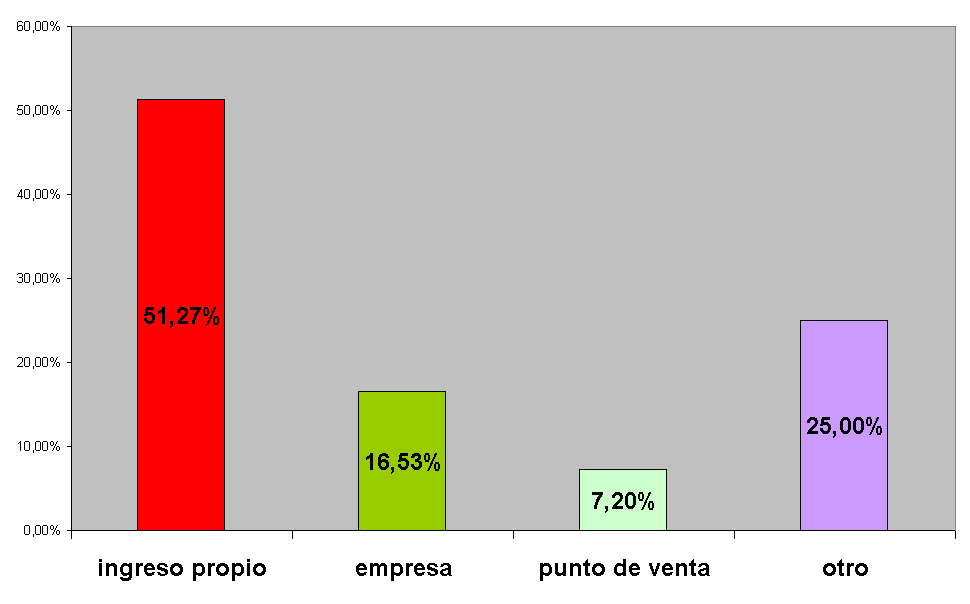 60,00%
50,00%
40,00%
30,00%
20,00%
10,00%
0,00%
51,27%
16,53%
7,20%
25,00%
ingreso propio
empresa
punto de venta
otro